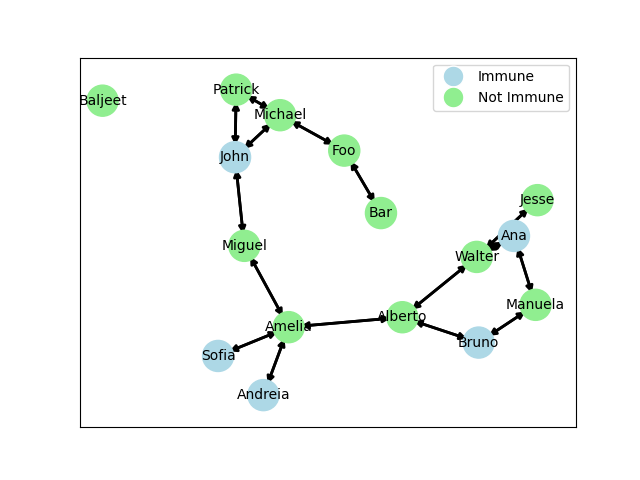 Immune
Not Immune
Patrick
Baljeet
Michael
Foo
John
Jesse
Bar
Ana
Miguel
Walter
Manuela
Alberto
Amelia
Bruno
Sofia
Andreia